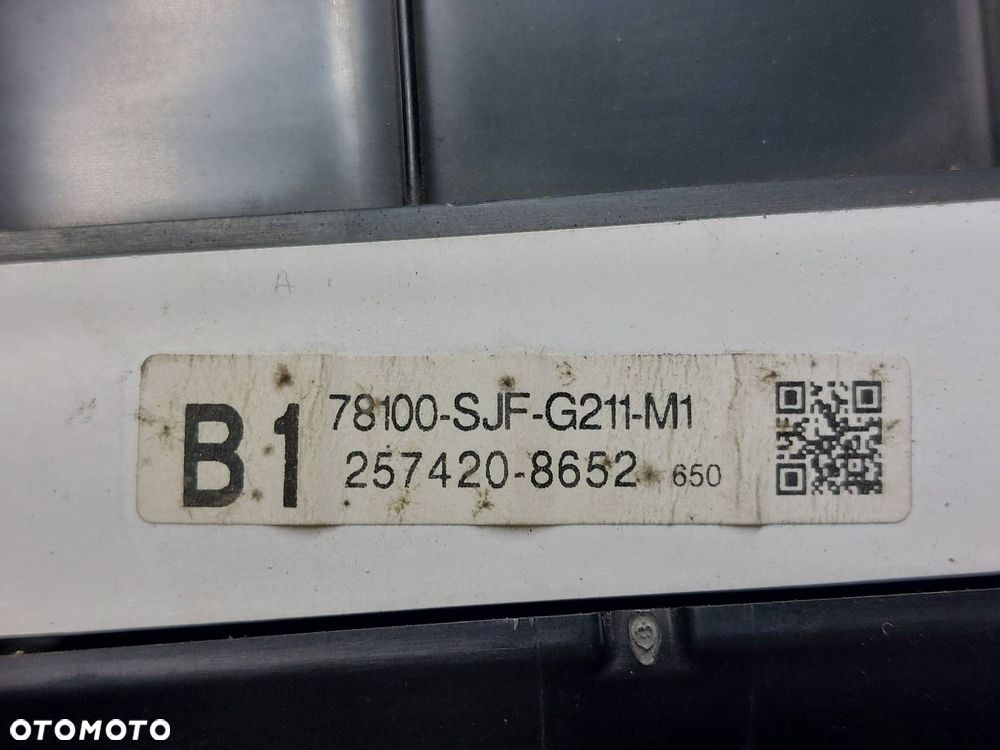 A
B1
78100-SJF-G211-M1
257420-8652 650
OTOMOTO